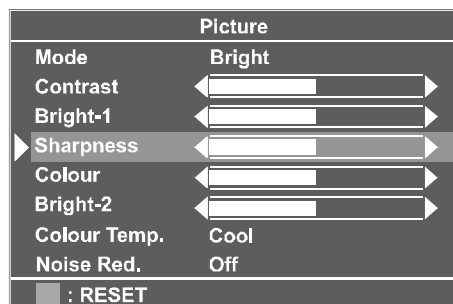 Picture
Mode Bright
Contrast
Bright-1
Sharpness
Colour
Bright-2
Colour Temp. Cool
Noise Red. Off
: RESET